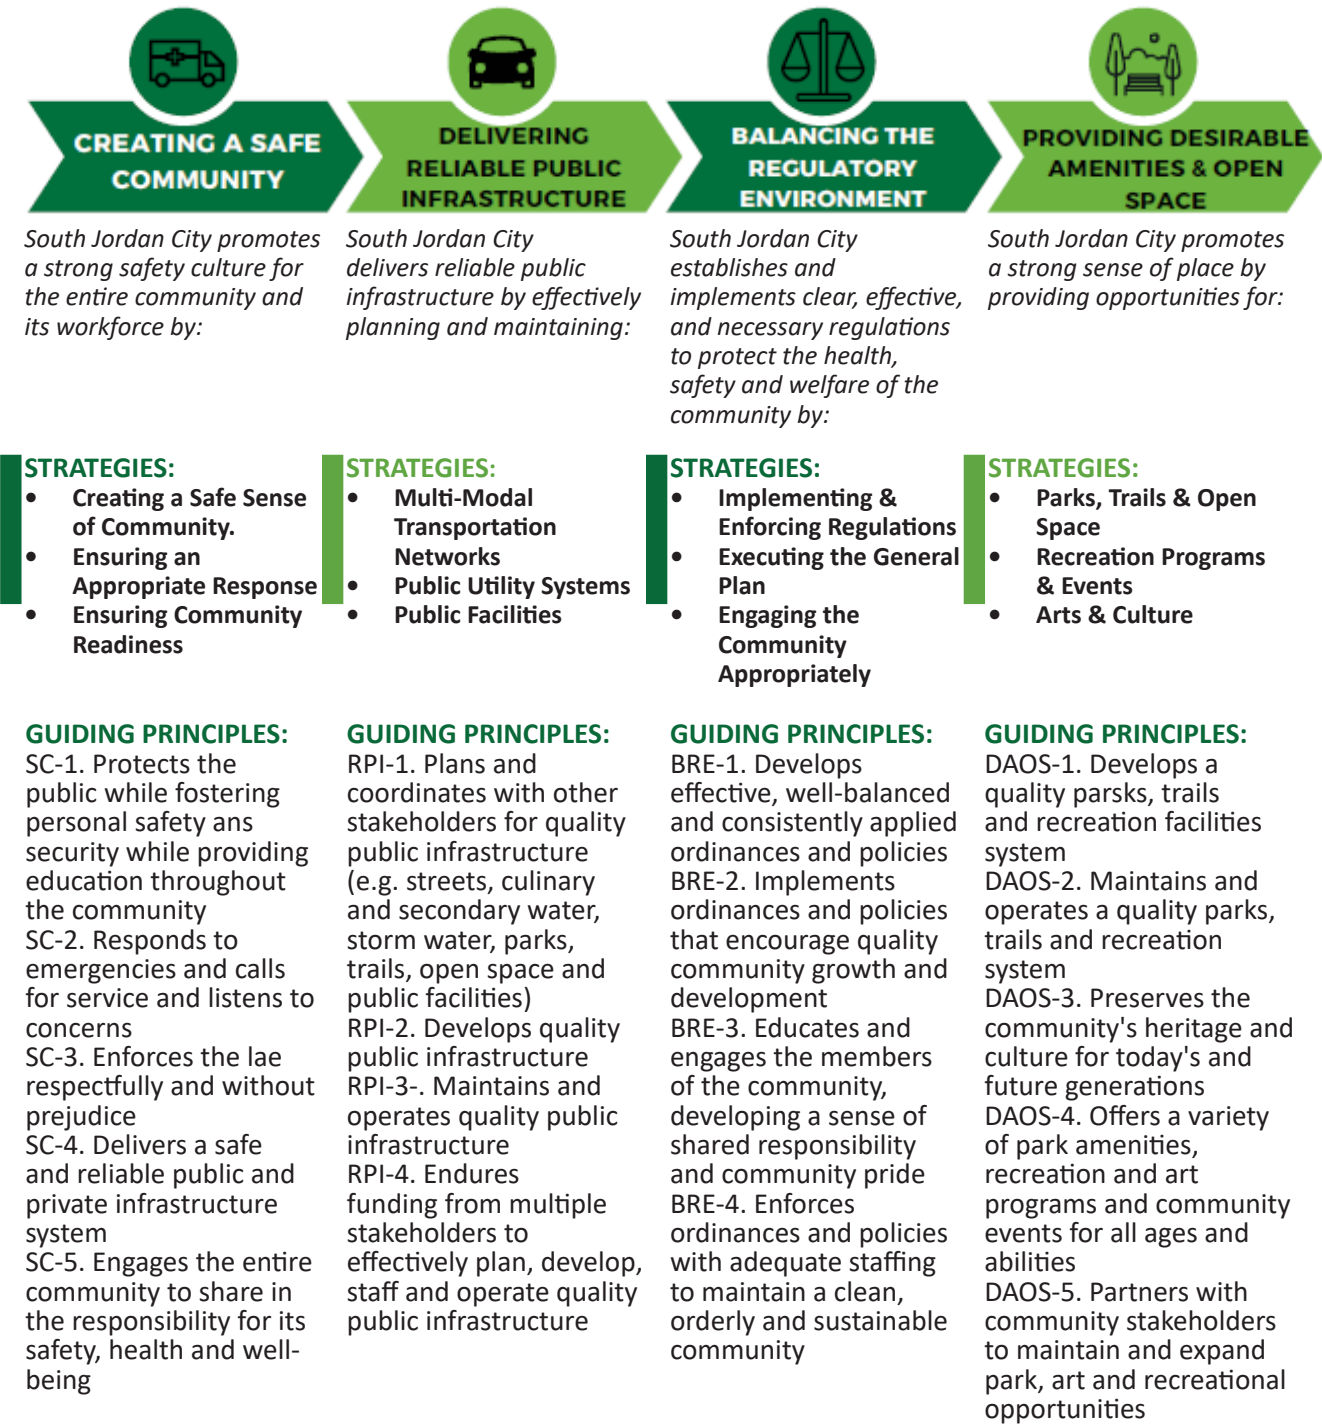 CREATING A SAFE
COMMUNITY
South Jordan City promotes
a strong safety culture for
the entire community and
its workforce by:
STRATEGIES:
• Creating a Safe Sense
of Community.
• Ensuring an
Appropriate Response
• Ensuring Community
Readiness
GUIDING PRINCIPLES:
SC-1. Protects the
public while fostering
personal safety ans
security while providing
education throughout
the community
SC-2. Responds to
emergencies and calls
for service and listens to
concerns
SC-3. Enforces the lae
respectfully and without
prejudice
SC-4. Delivers a safe
and reliable public and
private infrastructure
system
SC-5. Engages the entire
community to share in
the responsibility for its
safety, health and well-
being
DELIVERING
RELIABLE PUBLIC
INFRASTRUCTURE
South Jordan City
delivers reliable public
infrastructure by effectively
planning and maintaining:
STRATEGIES:
• Multi-Modal
Transportation
Networks
• Public Utility Systems
• Public Facilities
GUIDING PRINCIPLES:
RPI-1. Plans and
coordinates with other
stakeholders for quality
public infrastructure
(e.g. streets, culinary
and secondary water,
storm water, parks,
trails, open space and
public facilities)
RPI-2. Develops quality
public infrastructure
RPI-3-. Maintains and
operates quality public
infrastructure
RPI-4. Endures
funding from multiple
stakeholders to
effectively plan, develop,
staff and operate quality
public infrastructure
BALANCING THE
REGULATORY
ENVIRONMENT
South Jordan City
establishes and
implements clear, effective,
and necessary regulations
to protect the health,
safety and welfare of the
community by:
STRATEGIES:
• Implementing &
Enforcing Regulations
• Executing the General
Plan
• Engaging the
Community
Appropriately
GUIDING PRINCIPLES:
BRE-1. Develops
effective, well-balanced
and consistently applied
ordinances and policies
BRE-2. Implements
ordinances and policies
that encourage quality
community growth and
development
BRE-3. Educates and
engages the members
of the community,
developing a sense of
shared responsibility
and community pride
BRE-4. Enforces
ordinances and policies
with adequate staffing
to maintain a clean,
orderly and sustainable
community
PROVIDING DESIRABLE
AMENITIES & OPEN
SPACE
South Jordan City promotes
a strong sense of place by
providing opportunities for:
STRATEGIES:
• Parks, Trails & Open
Space
• Recreation Programs
& Events
• Arts & Culture
GUIDING PRINCIPLES:
DAOS-1. Develops a
quality parsks, trails
and recreation facilities
system
DAOS-2. Maintains and
operates a quality parks,
trails and recreation
system
DAOS-3. Preserves the
community's heritage and
culture for today's and
future generations
DAOS-4. Offers a variety
of park amenities,
recreation and art
programs and community
events for all ages and
abilities
DAOS-5. Partners with
community stakeholders
to maintain and expand
park, art and recreational
opportunities